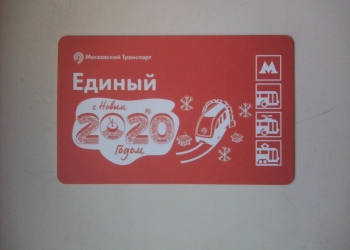 Московский Транспорт
Единый
с Новым
2020
Годом
М